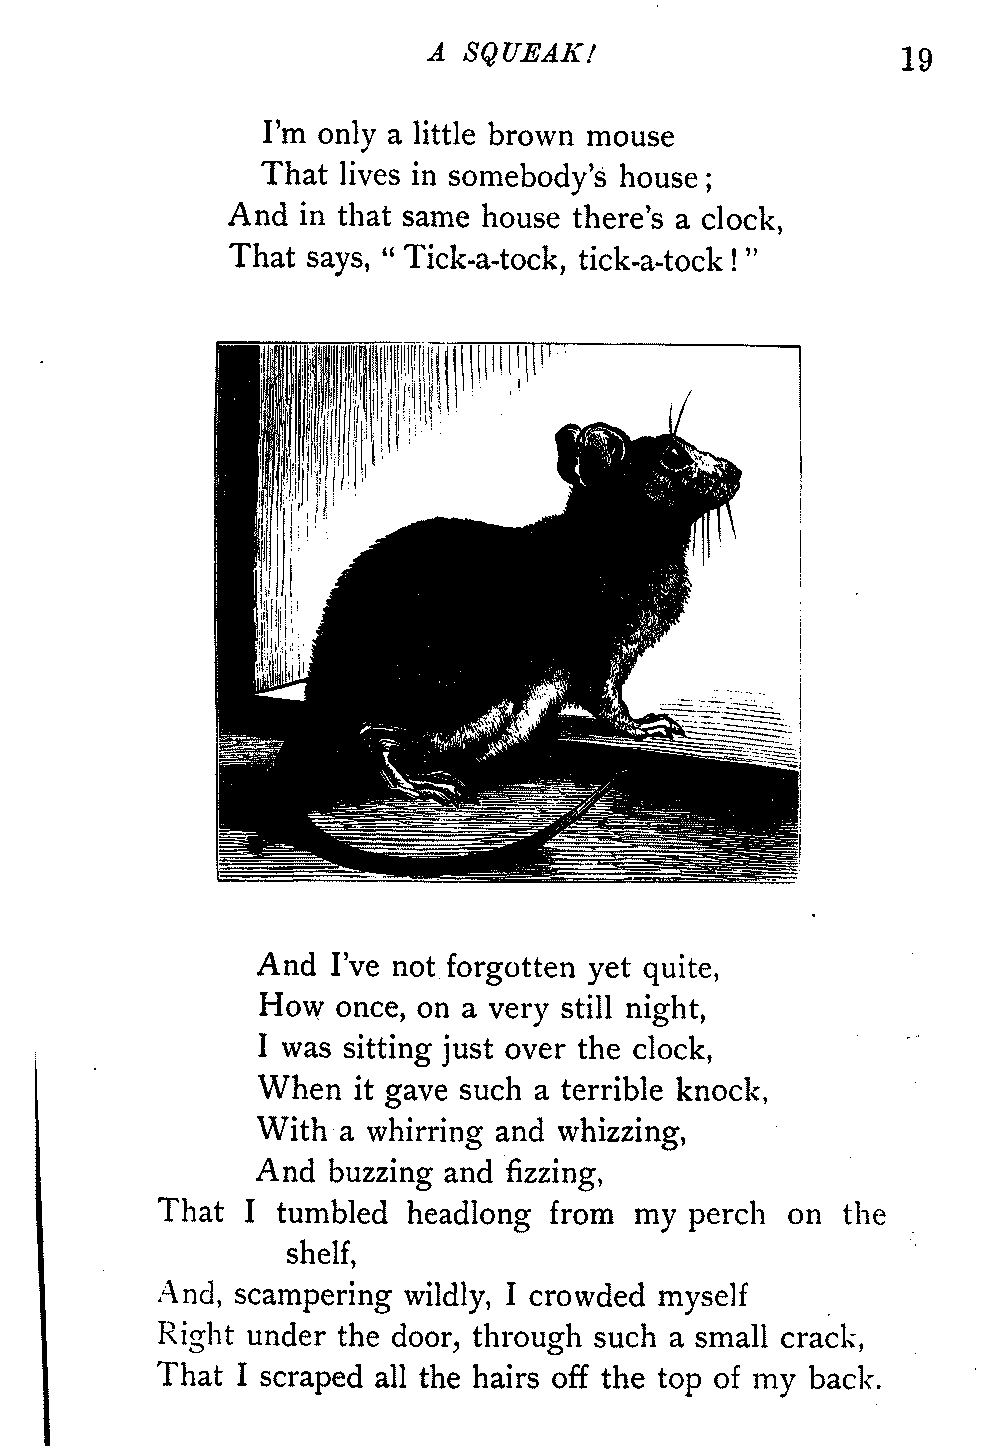 A SQUEAK! 19
I'm only a little brown mouse
That lives in somebody's house;
And in that same house there's a clock,
That says, "Tick-a-tock, tick-a-tock!"
And I've not forgotten yet quite,
How once, on a very still night,
I was sitting just over the clock,
When it gave such a terrible knock,
With a whirring and whizzing,
And buzzing and fizzing,
That I tumbled headlong from my perch on the
shelf,
And, scampering wildly, I crowded myself
Right under the door, through such a small crack,
That I scraped all the hairs off the top of my back.